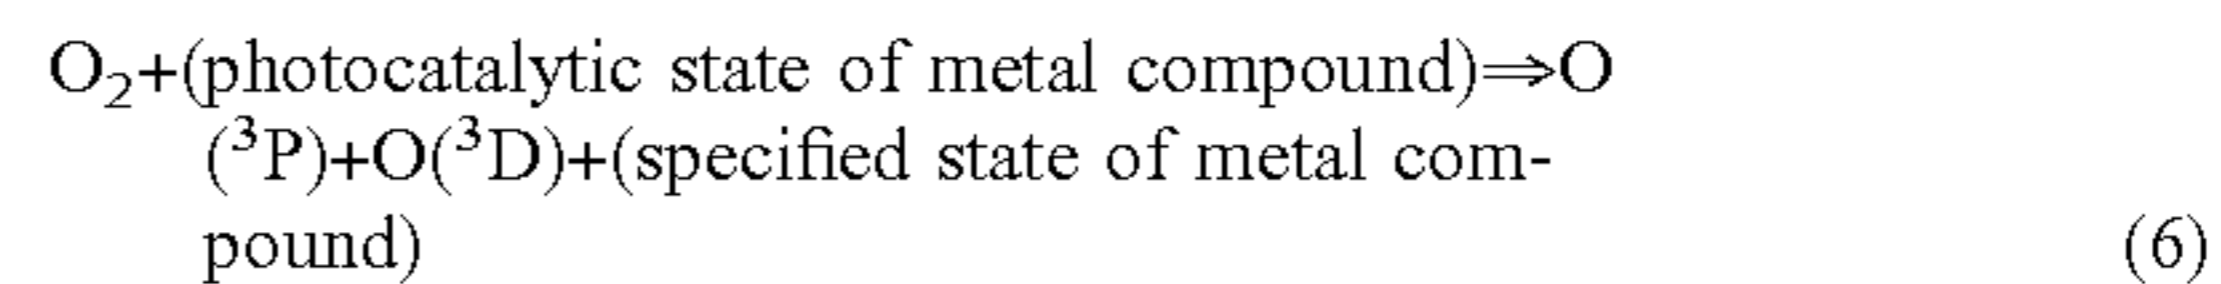 O₂+(photocatalytic state of metal compound)⇒O
(³P)+O(³D)+(specified state of metal com-
pound) (6)